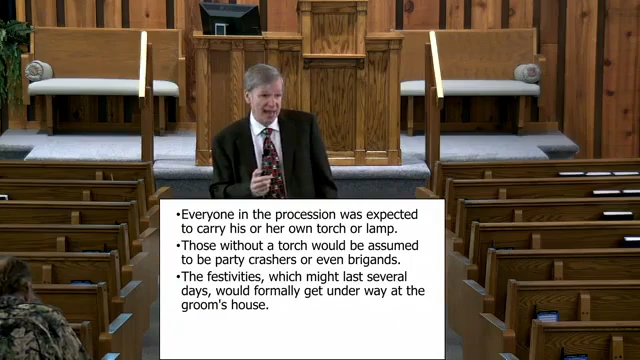 •Everyone in the procession was expected
to carry his or her own torch or lamp.
•Those without a torch would be assumed
to be party crashers or even brigands.
•The festivities, which might last several
days, would formally get under way at the
groom's house.